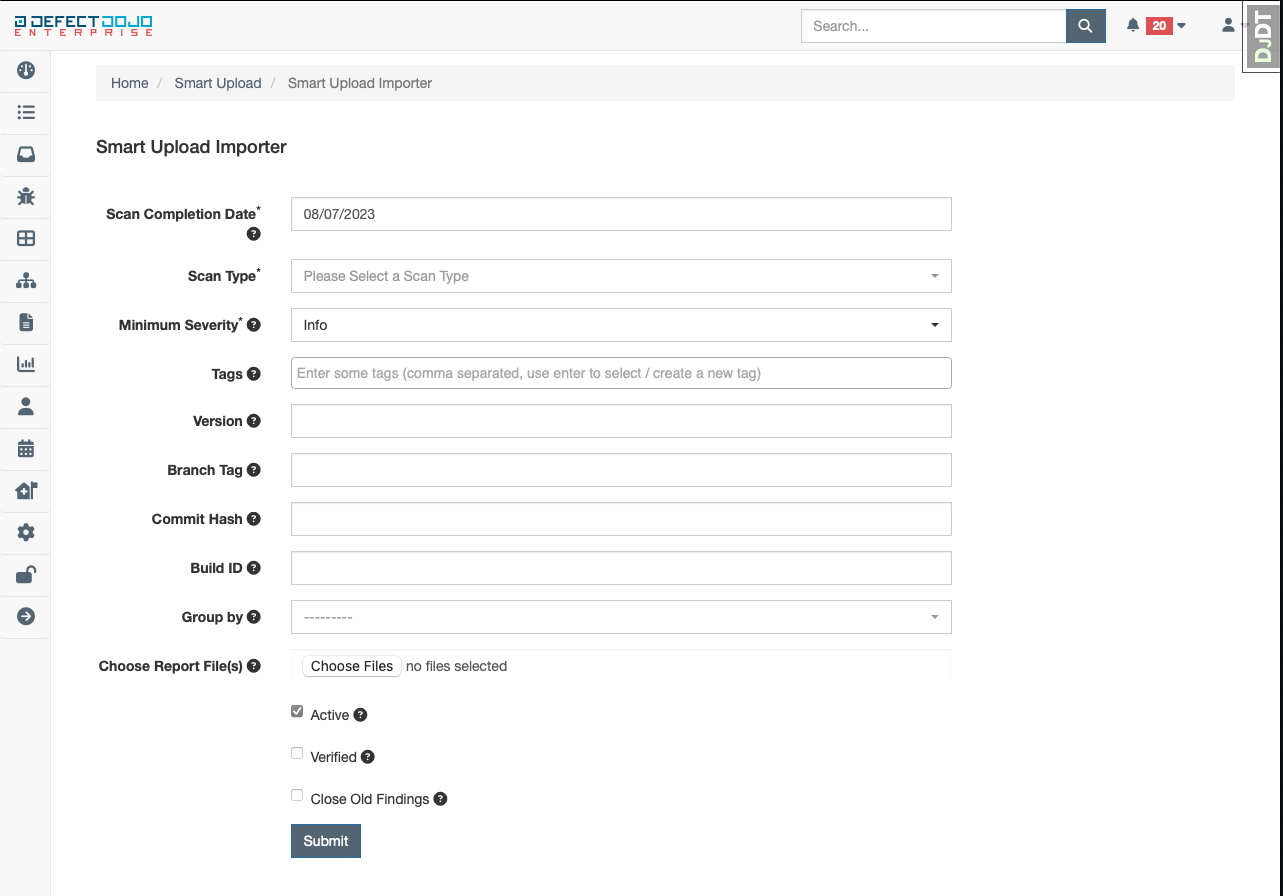 DEFECTDOJO
ENTERPRISE
Search...
20
DJDT
Home / Smart Upload / Smart Upload Importer
Smart Upload Importer
Scan Completion Date*
08/07/2023
Scan Type*
Please Select a Scan Type
Minimum Severity*
Info
Tags
Enter some tags (comma separated, use enter to select / create a new tag)
Version
Branch Tag
Commit Hash
Build ID
Group by
---------
Choose Report File(s)
Choose Files no files selected
Active
Verified
Close Old Findings
Submit